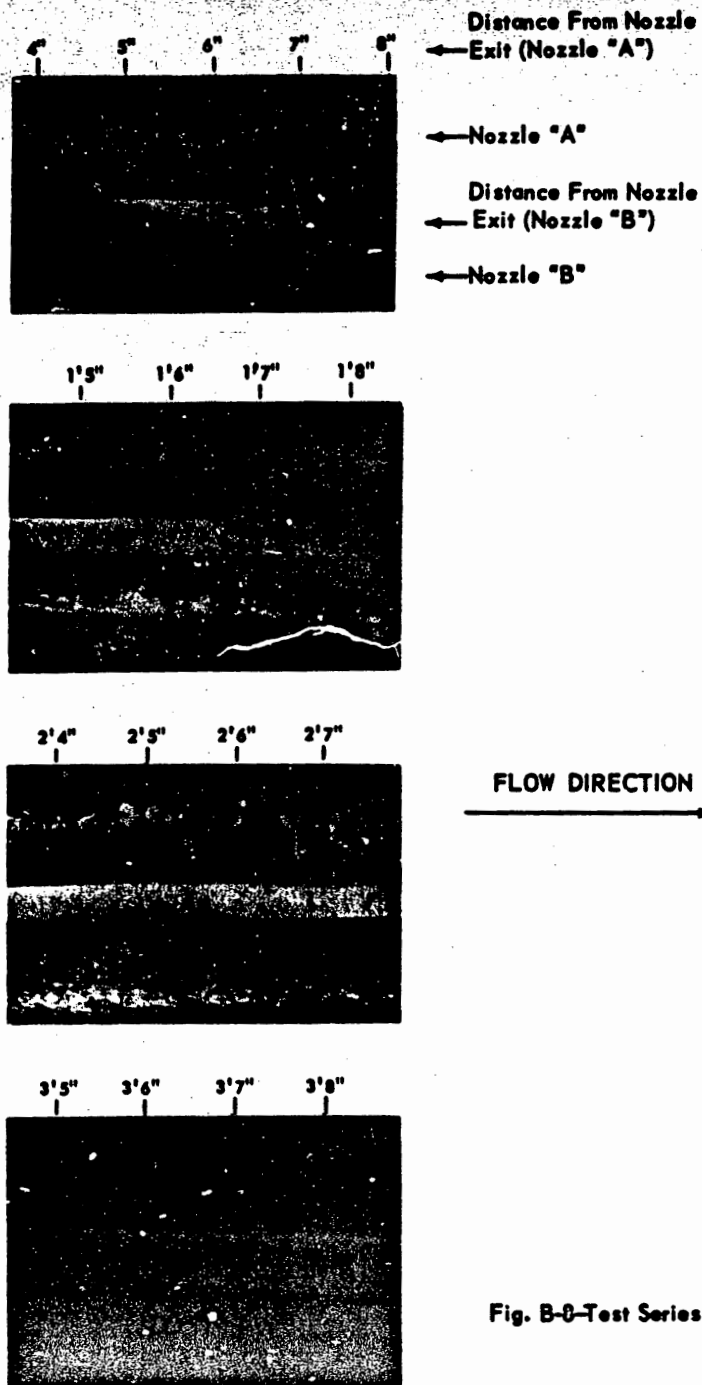 Distance From Nozzle
Exit (Nozzle "A")
4" 5" 6" 7" 8"
Nozzle "A"
Distance From Nozzle
Exit (Nozzle "B")
Nozzle "B"
1'5" 1'6" 1'7" 1'8"
2'4" 2'5" 2'6" 2'7"
FLOW DIRECTION
3'5" 3'6" 3'7" 3'8"
Test Series